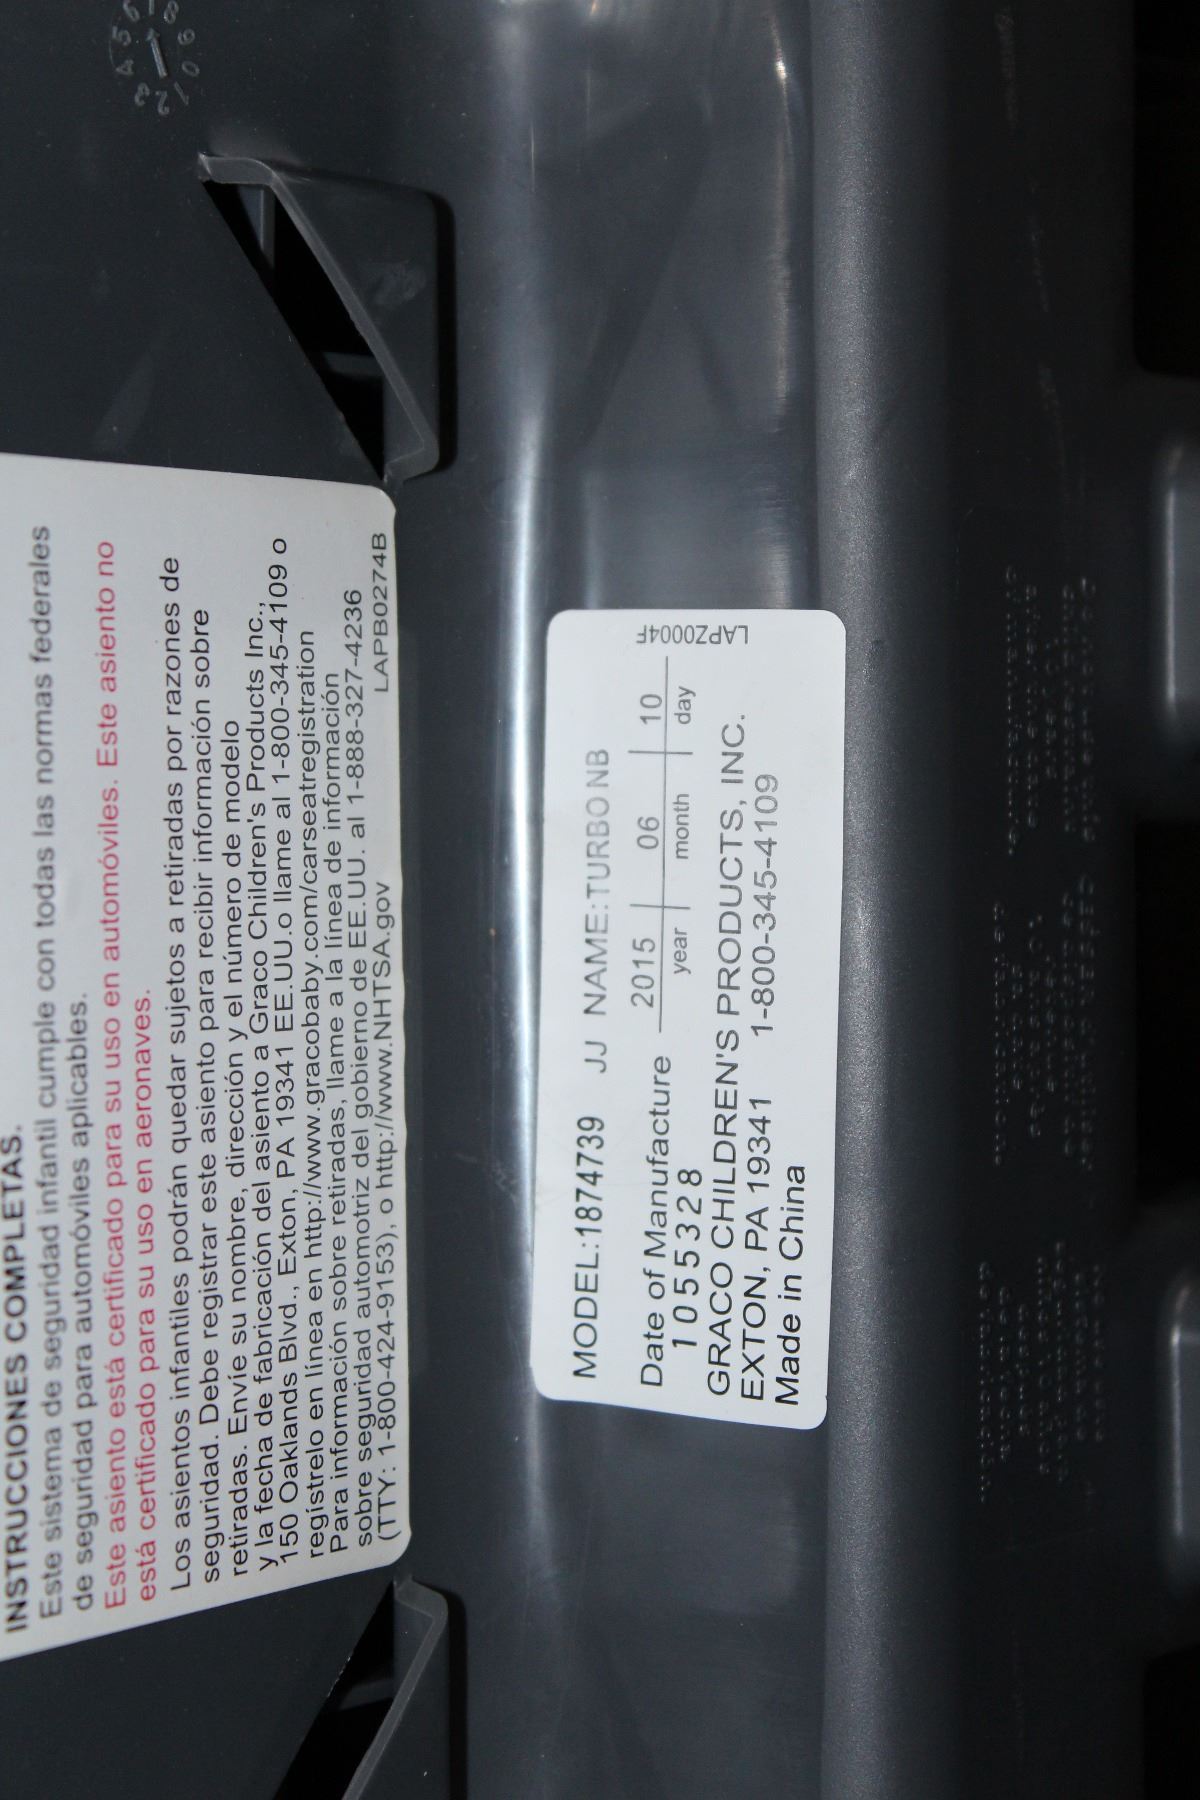 INSTRUCCIONES COMPLETAS.
Este sistema de seguridad infantil cumple con todas las normas federales
de seguridad para automóviles aplicables.
Este asiento está certificado para su uso en automóviles. Este asiento no
está certificado para su uso en aeronaves.
Los asientos infantiles podrán quedar sujetos a retiradas por razones de
seguridad. Debe registrar este asiento para recibir información sobre
retiradas. Envíe su nombre, dirección y el número de modelo
y la fecha de fabricación del asiento a Graco Children's Products Inc.,
150 Oaklands Blvd., Exton, PA 19341 EE.UU.o llame al 1-800-345-4109 o
regístrelo en línea en http://www.gracobaby.com/carseatregistration
Para información sobre retiradas, llame a la línea de información
sobre seguridad automotriz del gobierno de EE.UU. al 1-888-327-4236
(TTY: 1-800-424-9153), o http://www.NHTSA.gov
LAPB0274B
MODEL:1874739 JJ NAME:TURBO NB
Date of Manufacture 2015 | 06 | 10
year | month | day
1055328
GRACO CHILDREN'S PRODUCTS, INC.
EXTON, PA 19341 1-800-345-4109
Made in China
LAPZ0004F